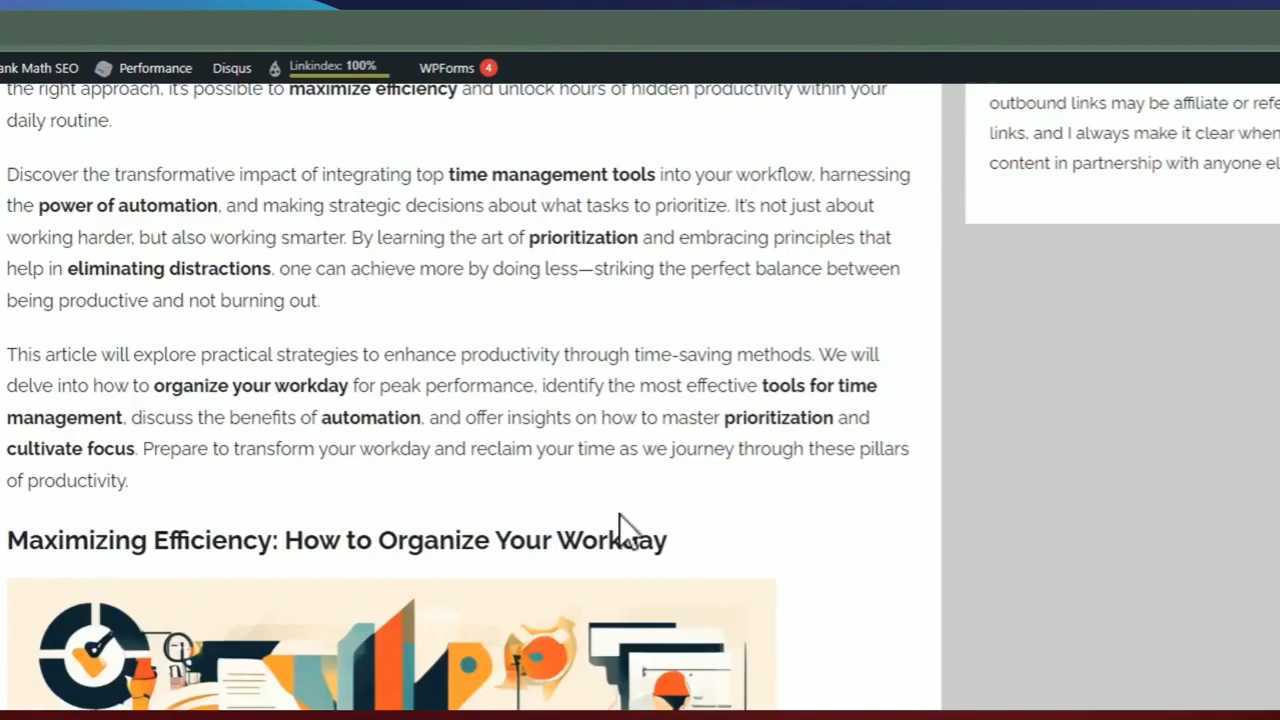 ank Math SEO Performance Disqus Linkindex: 100% WPForms 4
the right approach, it's possible to maximize efficiency and unlock hours of hidden productivity within your
daily routine.
Discover the transformative impact of integrating top time management tools into your workflow, harnessing
the power of automation, and making strategic decisions about what tasks to prioritize. It's not just about
working harder, but also working smarter. By learning the art of prioritization and embracing principles that
help in eliminating distractions, one can achieve more by doing less—striking the perfect balance between
being productive and not burning out.
This article will explore practical strategies to enhance productivity through time-saving methods. We will
delve into how to organize your workday for peak performance, identify the most effective tools for time
management, discuss the benefits of automation, and offer insights on how to master prioritization and
cultivate focus. Prepare to transform your workday and reclaim your time as we journey through these pillars
of productivity.
Maximizing Efficiency: How to Organize Your Workday
outbound links may be affiliate or refe
links, and I always make it clear when
content in partnership with anyone el